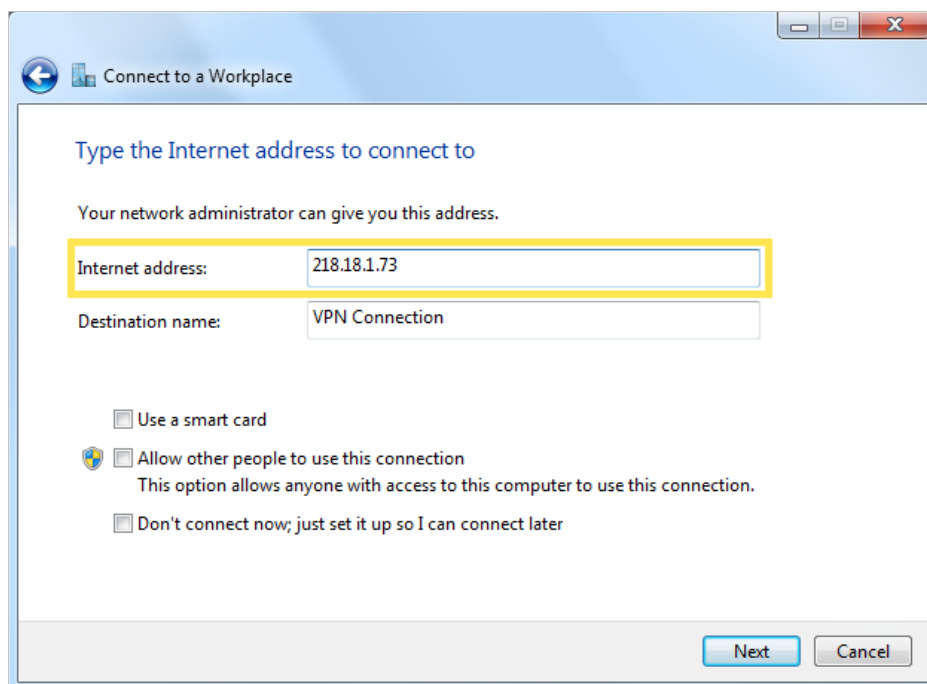 Connect to a Workplace
Type the Internet address to connect to
Your network administrator can give you this address.
Internet address: 218.18.1.73
Destination name: VPN Connection
Use a smart card
Allow other people to use this connection
This option allows anyone with access to this computer to use this connection.
Don't connect now; just set it up so I can connect later
Next Cancel